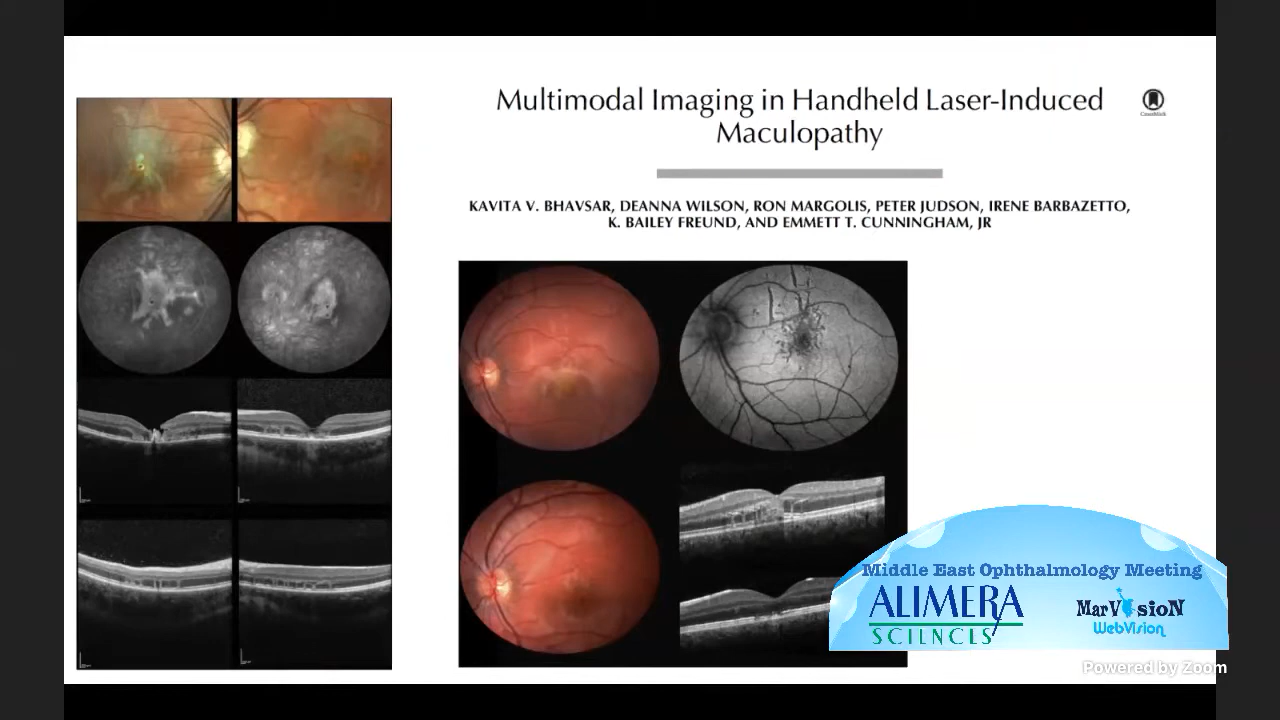 Multimodal Imaging in Handheld Laser-Induced
Maculopathy
CrossMark
KAVITA V. BHAVSAR, DEANNA WILSON, RON MARGOLIS, PETER JUDSON, IRENE BARBAZETTO,
K. BAILEY FREUND, AND EMMETT T. CUNNINGHAM, JR
Middle East Ophthalmology Meeting
ALIMERA
SCIENCES
MarVisioN
WebVision
Powered by Zoom